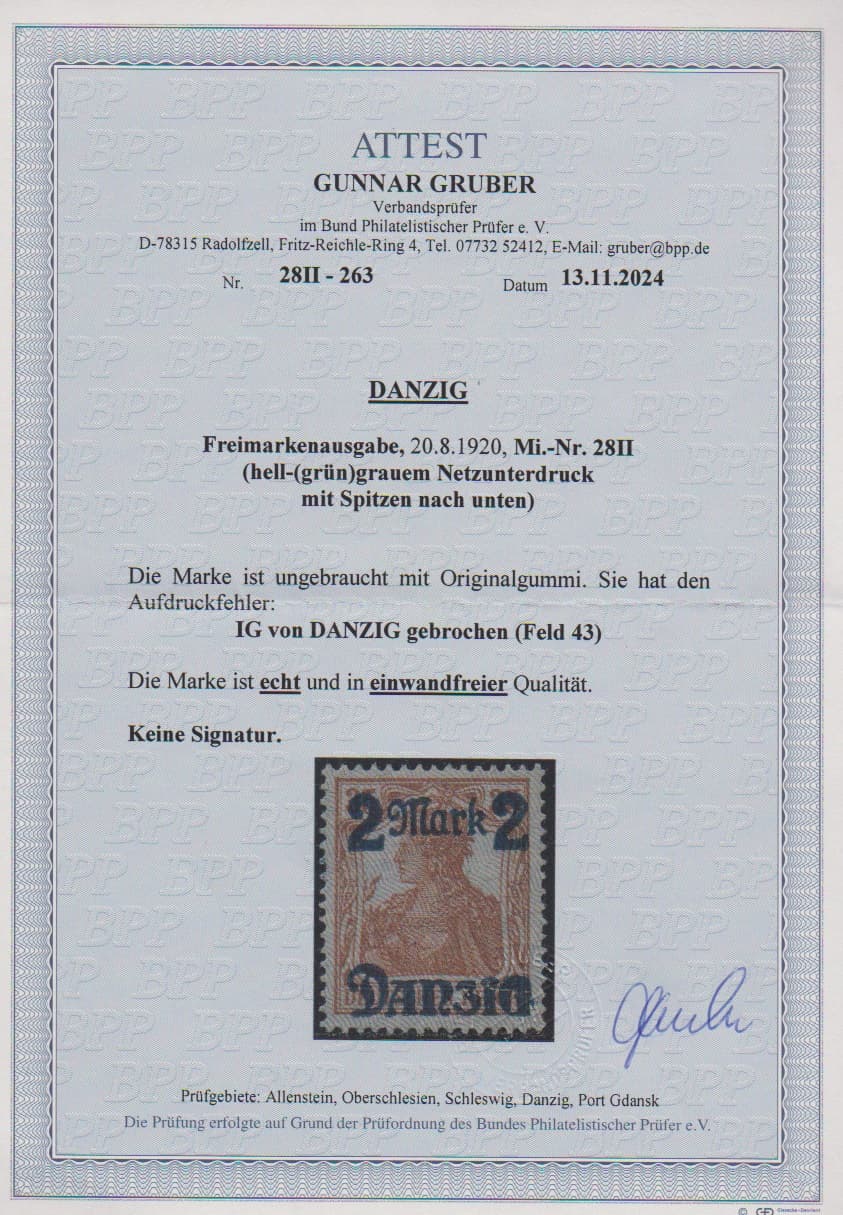 ATTEST
GUNNAR GRUBER
Verbandsprüfer
im Bund Philatelistischer Prüfer e. V.
D-78315 Radolfzell, Fritz-Reichle-Ring 4, Tel. 07732 52412, E-Mail: gruber@bpp.de
Nr. 28II - 263 Datum 13.11.2024
DANZIG
Freimarkenausgabe, 20.8.1920, Mi.-Nr. 28II
(hell-(grün)grauem Netzunterdruck
mit Spitzen nach unten)
Die Marke ist ungebraucht mit Originalgummi. Sie hat den
Aufdruckfehler:
IG von DANZIG gebrochen (Feld 43)
Die Marke ist echt und in einwandfreier Qualität.
Keine Signatur.
2 Mark 2
Danzig
Prüfgebiete: Allenstein, Oberschlesien, Schleswig, Danzig, Port Gdansk
Die Prüfung erfolgte auf Grund der Prüfordnung des Bundes Philatelistischer Prüfer e.V.